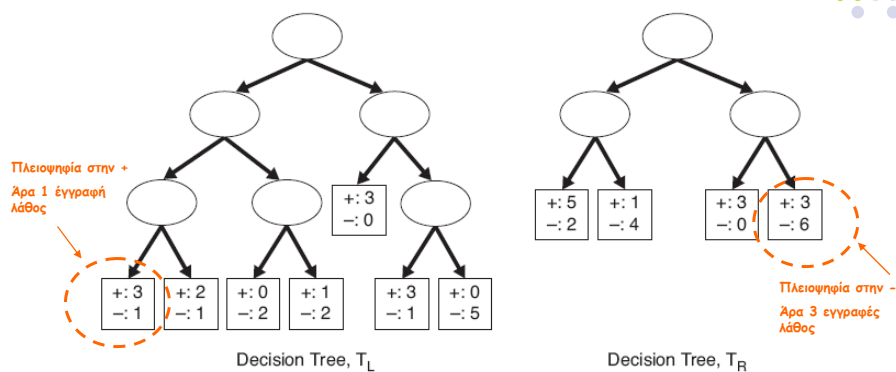 Πλειοψηφία στην +
Άρα 1 έγγραφή
λάθος
+: 3
–: 0
+: 3
–: 1
+: 2
–: 1
+: 0
–: 2
+: 1
–: 2
+: 3
–: 1
+: 0
–: 5
Decision Tree, TL
+: 5
–: 2
+: 1
–: 4
+: 3
–: 0
+: 3
–: 6
Πλειοψηφία στην –
Άρα 3 εγγραφές
λάθος
Decision Tree, TR